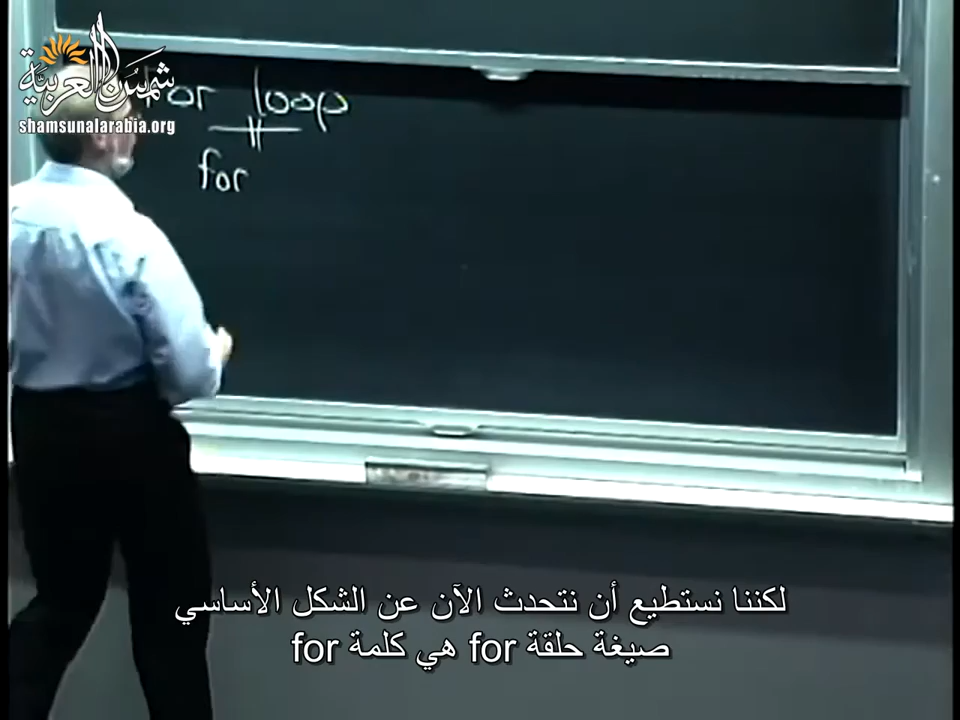 شمس العربية
shamsunalarabia.org
for loop
for
لكننا نستطيع أن نتحدث الآن عن الشكل الأساسي
صيغة حلقة for هي كلمة for